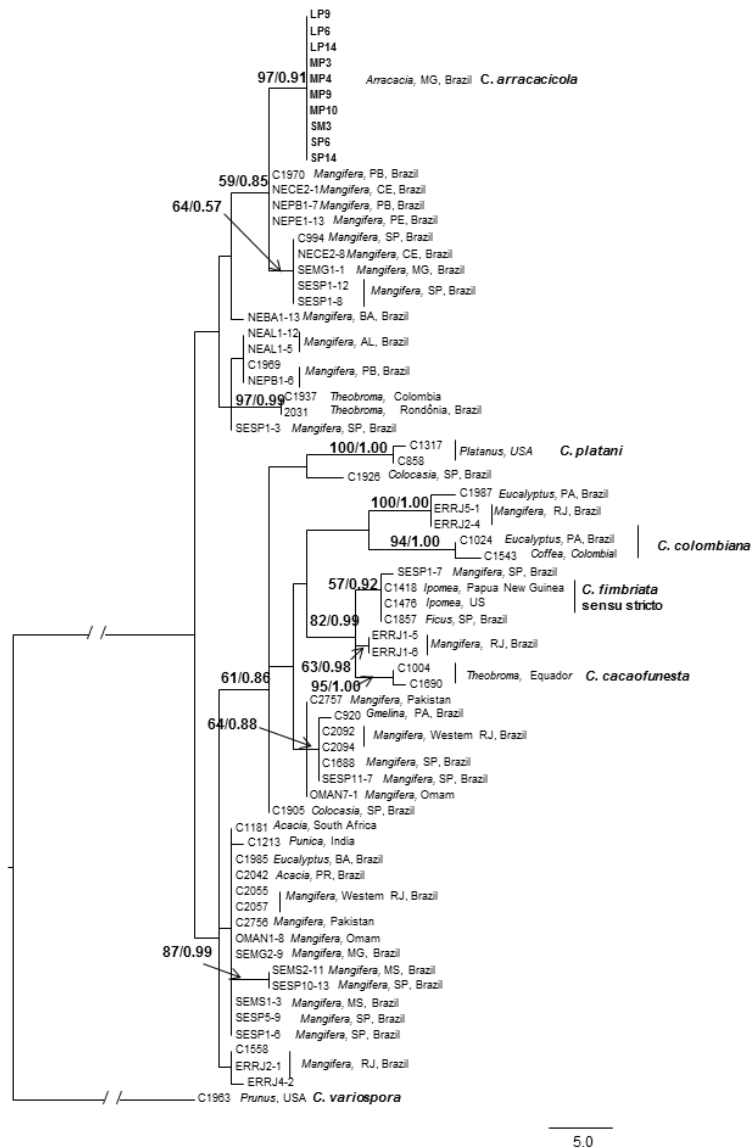 LP9
LP6
LP14
MP3
97/0.91 MP4 Arracacia, MG, Brazil C. arracacicola
MP9
MP10
SM3
SP6
SP14
C1970 Mangifera, PB, Brazil
59/0.85 NECE2-1Mangifera, CE, Brazil
NEPB1-7 Mangifera, PB, Brazil
64/0.57 NEPE1-13 Mangifera, PE, Brazil
C994 Mangifera, SP, Brazil
NECE2-8Mangifera, CE, Brazil
SEMG1-1 Mangifera, MG, Brazil
SESP1-12
Mangifera, SP, Brazil
SESP1-8
NEBA1-13 Mangifera, BA, Brazil
NEAL1-12
Mangifera, AL, Brazil
NEAL1-5
C1969
Mangifera, PB, Brazil
NEPB1-6
97/0.99 C1937 Theobroma, Colombia
2031 Theobroma, Rondônia, Brazil
SESP1-3 Mangifera, SP, Brazil
100/1.00 C1317
Platanus, USA C. platani
C858
C1926 Colocasia, SP, Brazil
100/1.00 C1987 Eucalyptus, PA, Brazil
ERRJ5-1
Mangifera, RJ, Brazil
ERRJ2-4
94/1.00 C1024 Eucalyptus, PA, Brazil
C. colombiana
C1543 Coffea, Colombial
SESP1-7 Mangifera, SP, Brazil
57/0.92 C1418 Ipomea, Papua New Guinea C. fimbriata
C1476 Ipomea, US sensu stricto
C1857 Ficus, SP, Brazil
82/0.99
ERRJ1-5
Mangifera, RJ, Brazil
ERRJ1-6
63/0.98 C1004
Theobroma, Equador C. cacaofunesta
61/0.86 95/1.00 C1690
C2757 Mangifera, Pakistan
64/0.88 C920 Gmelina, PA, Brazil
C2092
Mangifera, Western RJ, Brazil
C2094
C1688 Mangifera, SP, Brazil
SESP11-7 Mangifera, SP, Brazil
OMAN7-1 Mangifera, Omam
C1905 Colocasia, SP, Brazil
C1181 Acacia, South Africa
C1213 Punica, India
C1985 Eucalyptus, BA, Brazil
C2042 Acacia, PR, Brazil
C2055
Mangifera, Western RJ, Brazil
C2057
C2756 Mangifera, Pakistan
OMAN1-8 Mangifera, Omam
87/0.99 SEMG2-9 Mangifera, MG, Brazil
SEMS2-11 Mangifera, MS, Brazil
SESP10-13 Mangifera, SP, Brazil
SEMS1-3 Mangifera, MS, Brazil
SESP5-9 Mangifera, SP, Brazil
SESP1-6 Mangifera, SP, Brazil
C1558
ERRJ2-1 Mangifera, RJ, Brazil
ERRJ4-2
C1963 Prunus, USA C. variospora
5.0